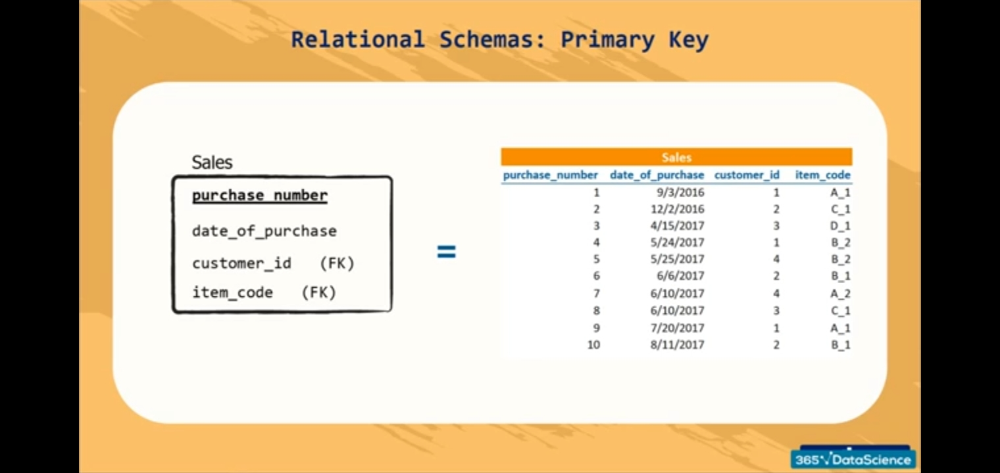 Relational Schemas: Primary Key
Sales
purchase_number
date_of_purchase
customer_id (FK)
item_code (FK)
=
Sales
purchase_number date_of_purchase customer_id item_code
1 9/3/2016 1 A_1
2 12/2/2016 2 C_1
3 4/15/2017 3 D_1
4 5/24/2017 1 B_2
5 5/25/2017 4 B_2
6 6/6/2017 2 B_1
7 6/10/2017 4 A_2
8 6/10/2017 3 C_1
9 7/20/2017 1 A_1
10 8/11/2017 2 B_1
365√DataScience